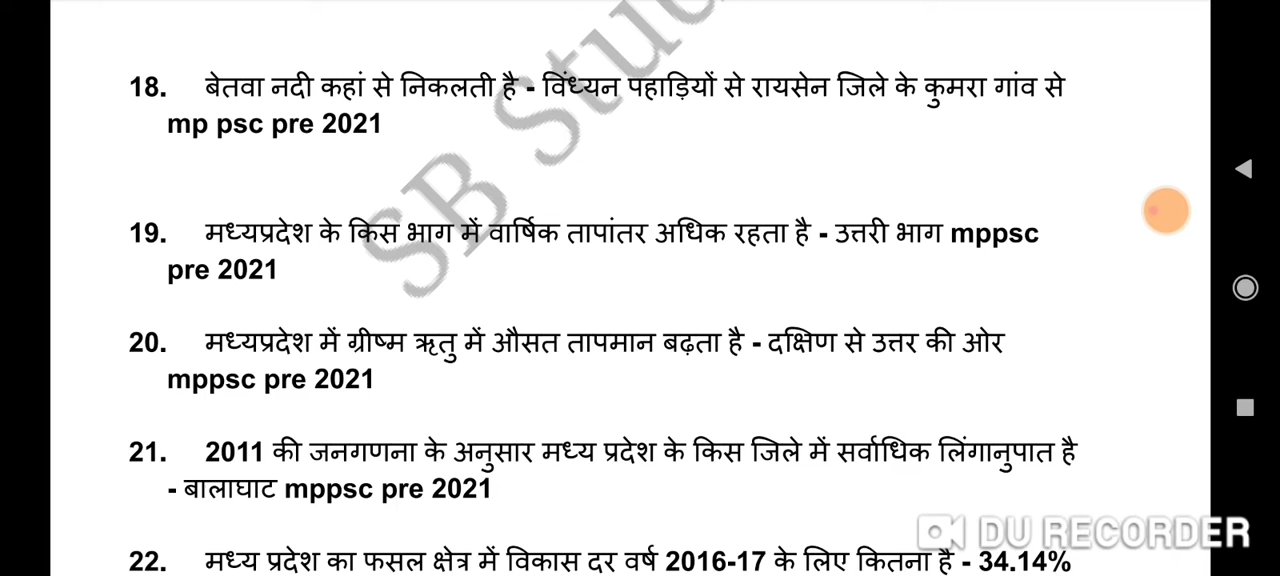 18. बेतवा नदी कहां से निकलती है - विंध्यन पहाड़ियों से रायसेन जिले के कुमरा गांव से
mp psc pre 2021
SB Stu
19. मध्यप्रदेश के किस भाग में वार्षिक तापांतर अधिक रहता है - उत्तरी भाग mppsc
pre 2021
20. मध्यप्रदेश में ग्रीष्म ऋतु में औसत तापमान बढ़ता है - दक्षिण से उत्तर की ओर
mppsc pre 2021
21. 2011 की जनगणना के अनुसार मध्य प्रदेश के किस जिले में सर्वाधिक लिंगानुपात है
- बालाघाट mppsc pre 2021
DU RECORDER
22. मध्य प्रदेश का फसल क्षेत्र में विकास दर वर्ष 2016-17 के लिए कितना है - 34.14%